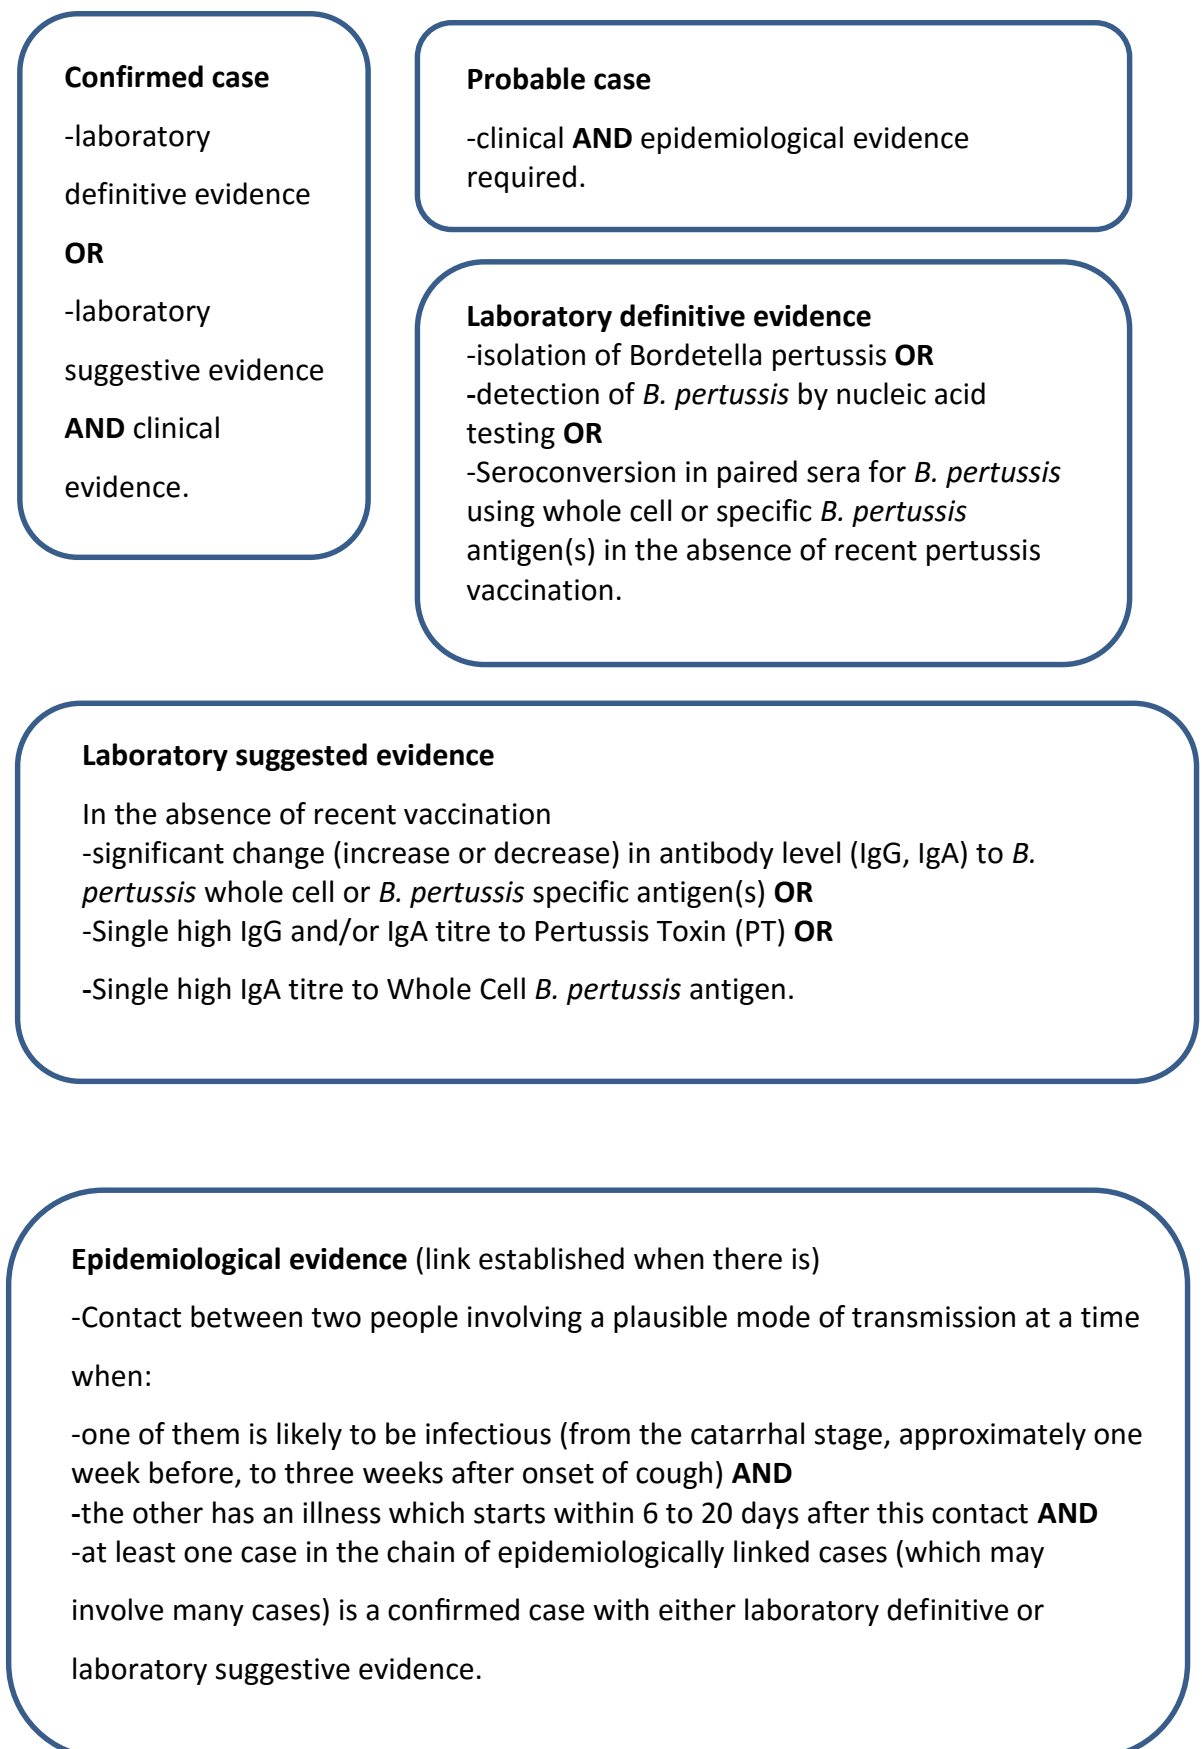 Confirmed case
-laboratory
definitive evidence
OR
-laboratory
suggestive evidence
AND clinical
evidence.
Probable case
-clinical AND epidemiological evidence
required.
Laboratory definitive evidence
-isolation of Bordetella pertussis OR
-detection of B. pertussis by nucleic acid
testing OR
-Seroconversion in paired sera for B. pertussis
using whole cell or specific B. pertussis
antigen(s) in the absence of recent pertussis
vaccination.
Laboratory suggested evidence
In the absence of recent vaccination
-significant change (increase or decrease) in antibody level (IgG, IgA) to B.
pertussis whole cell or B. pertussis specific antigen(s) OR
-Single high IgG and/or IgA titre to Pertussis Toxin (PT) OR
-Single high IgA titre to Whole Cell B. pertussis antigen.
Epidemiological evidence (link established when there is)
-Contact between two people involving a plausible mode of transmission at a time
when:
-one of them is likely to be infectious (from the catarrhal stage, approximately one
week before, to three weeks after onset of cough) AND
-the other has an illness which starts within 6 to 20 days after this contact AND
-at least one case in the chain of epidemiologically linked cases (which may
involve many cases) is a confirmed case with either laboratory definitive or
laboratory suggestive evidence.